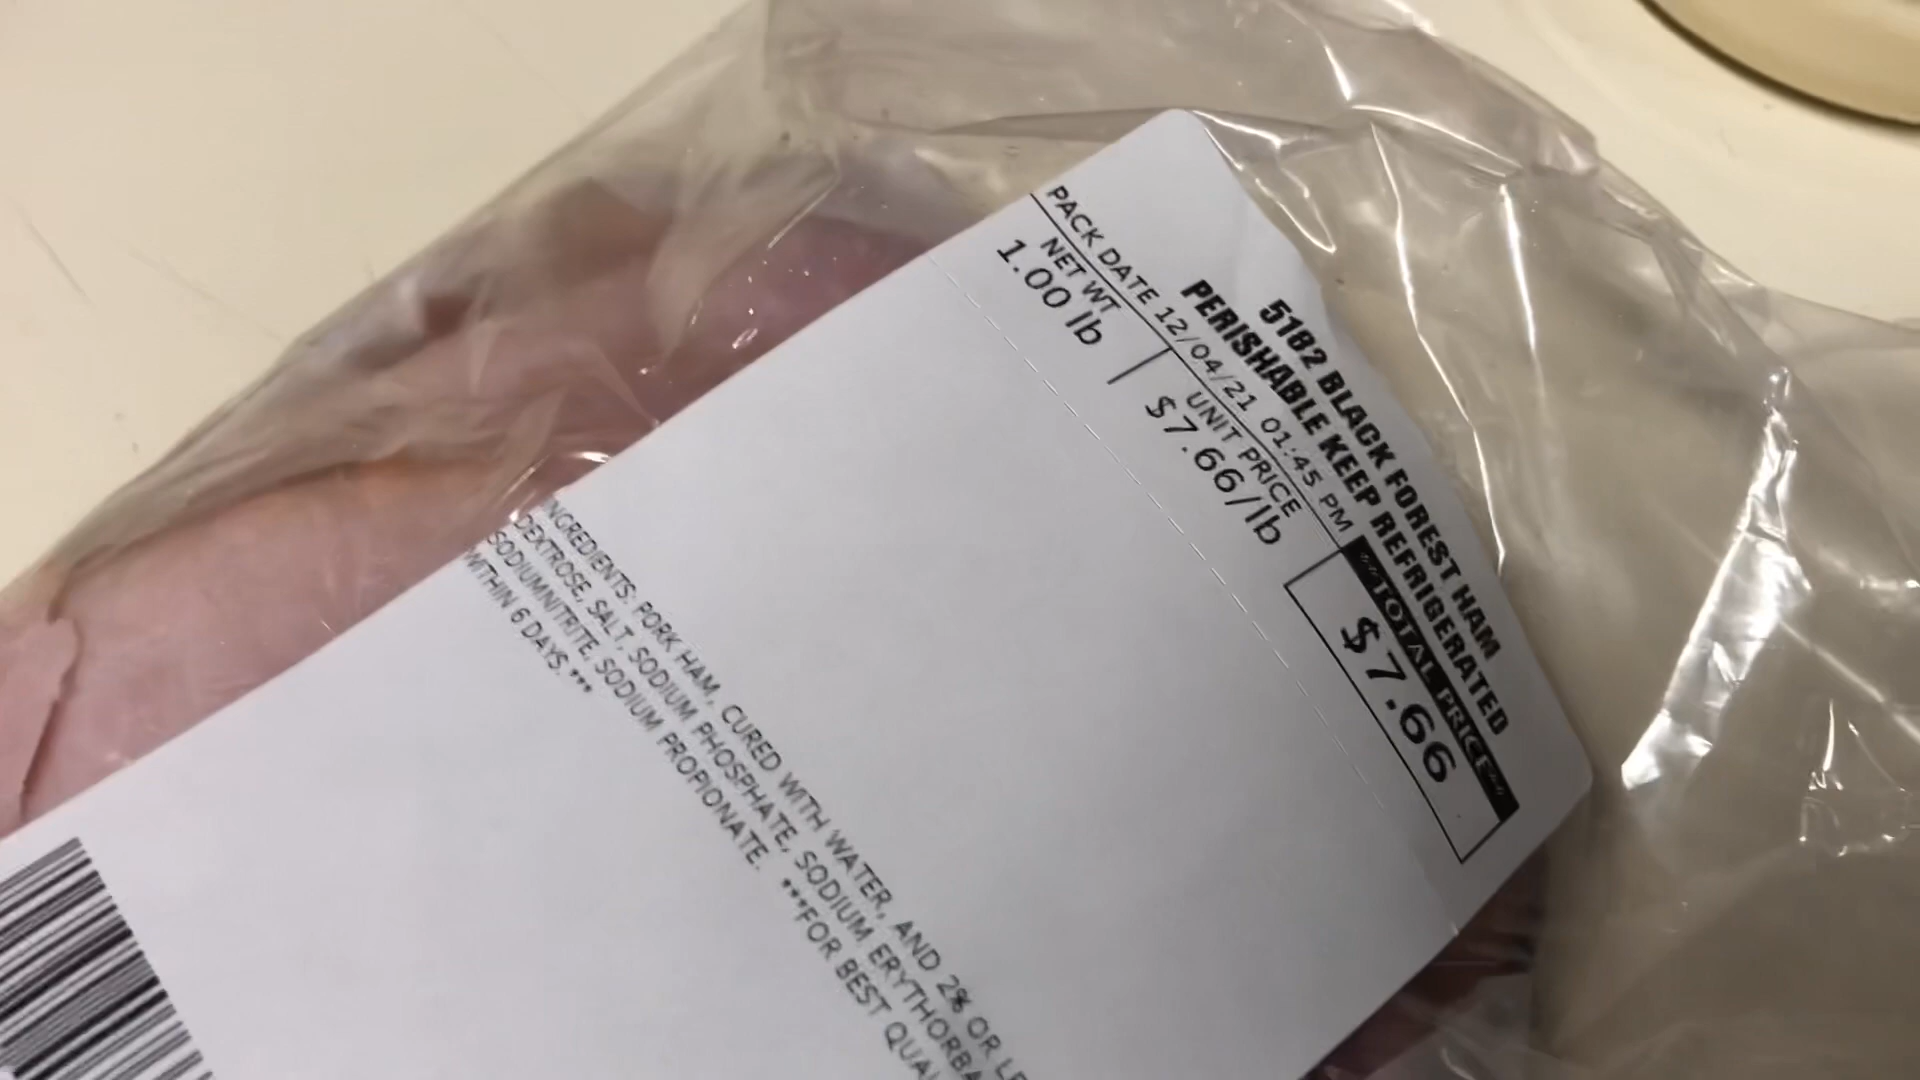 5182 BLACK FOREST HAM
PERISHABLE KEEP REFRIGERATED
PACK DATE 12/04/21 01:45 PM
NET WT
1.00 lb
UNIT PRICE
$7.66/lb
TOTAL PRICE
$7.66
INGREDIENTS: PORK HAM, CURED WITH WATER, AND 2% OR
DEXTROSE, SALT, SODIUM PHOSPHATE, SODIUM
SODIUMNITRITE, SODIUM PROPIONATE. ***FOR BEST
WITHIN 6 DAYS.***